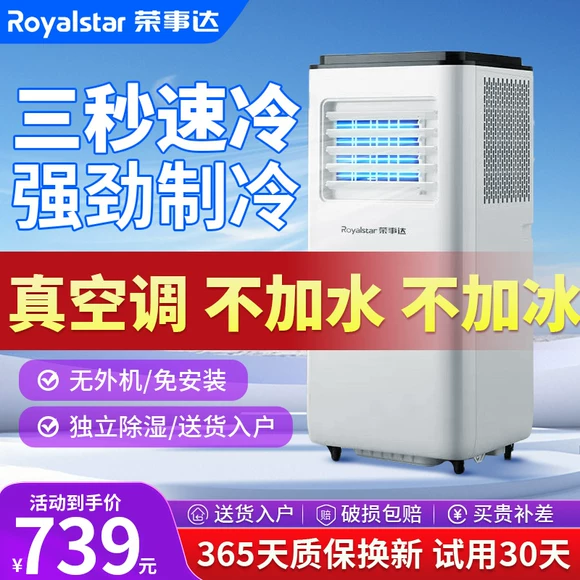 Royalstar 荣事达
三秒速冷
强劲制冷
Royalstar 荣事达
真空调 不加水 不加冰
无外机/免安装
独立除湿/送货入户
活动到手价
¥739元
送货入户 破损包赔 买贵补差
365天质保换新 试用30天